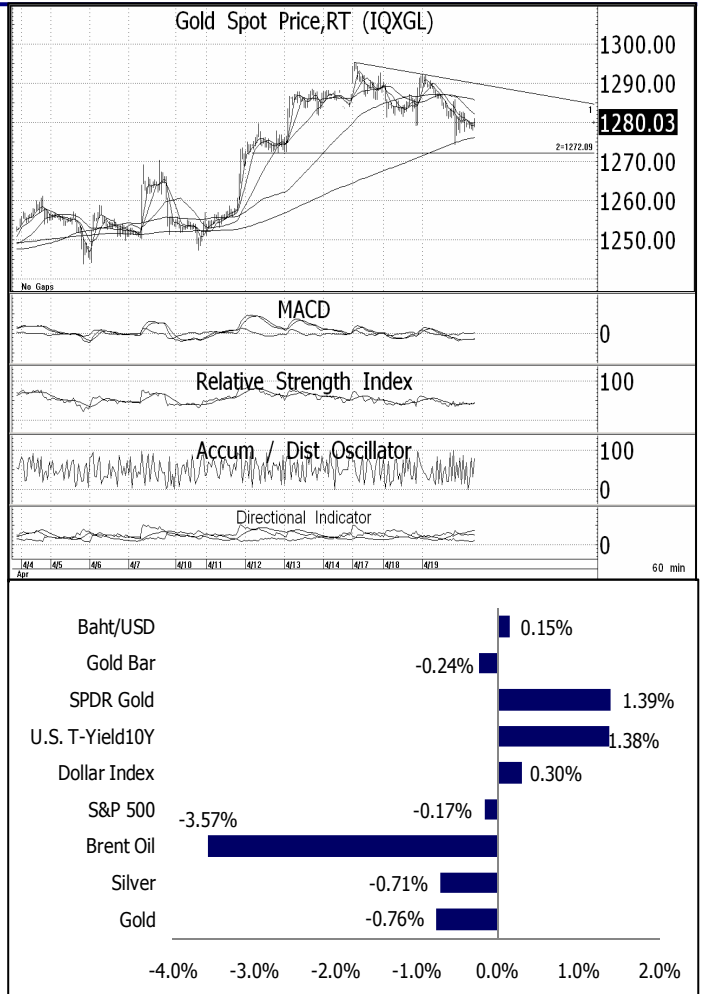 Gold Spot Price,RT (IQXGL)
1300.00
1290.00
1
1280.03
2=1272.09
1270.00
1260.00
1250.00
No Gaps
MACD
0
Relative Strength Index
100
Accum / Dist Oscillator
100
0
Directional Indicator
0
4/4 4/5 4/6 4/7 4/10 4/11 4/12 4/13 4/14 4/17 4/18 4/19
Apr
60 min
Baht/USD 0.15%
Gold Bar -0.24%
SPDR Gold 1.39%
U.S. T-Yield10Y 1.38%
Dollar Index 0.30%
S&P 500 -0.17%
Brent Oil -3.57%
Silver -0.71%
Gold -0.76%
-4.0% -3.0% -2.0% -1.0% 0.0% 1.0% 2.0%